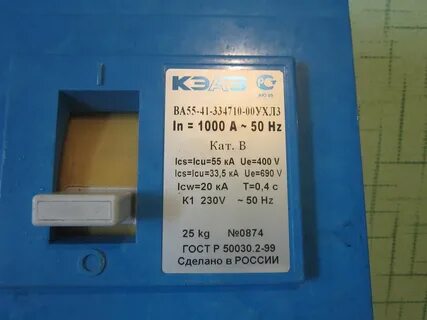 КЭАЗ
ВА55-41-334710-00УХЛ3
In = 1000 А ~ 50 Hz
Кат. В
Ics=Icu=55 кА Ue=400 V
Ics=Icu=33,5 кА Ue=690 V
Icw=20 кА T=0,4 с
К1 230V ~ 50 Hz
25 kg №0874
ГОСТ Р 50030.2-99
Сделано в РОССИИ